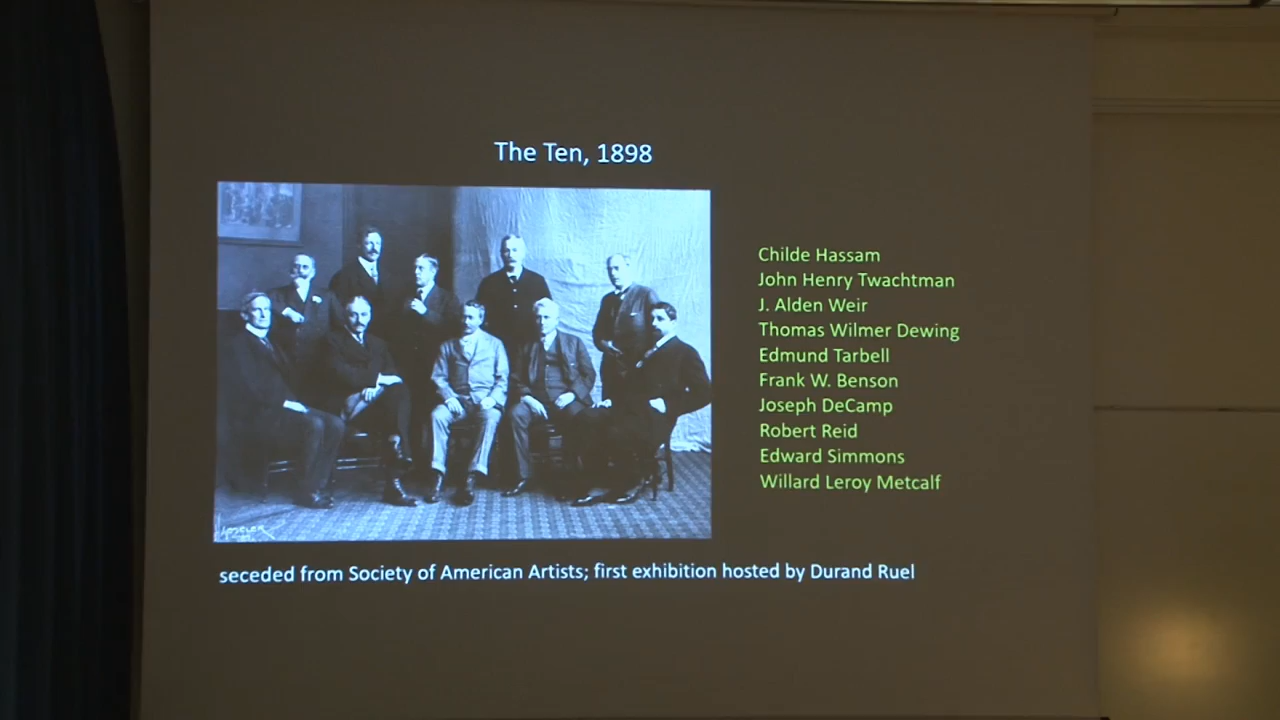 The Ten, 1898
Childe Hassam
John Henry Twachtman
J. Alden Weir
Thomas Wilmer Dewing
Edmund Tarbell
Frank W. Benson
Joseph DeCamp
Robert Reid
Edward Simmons
Willard Leroy Metcalf
seceded from Society of American Artists; first exhibition hosted by Durand Ruel